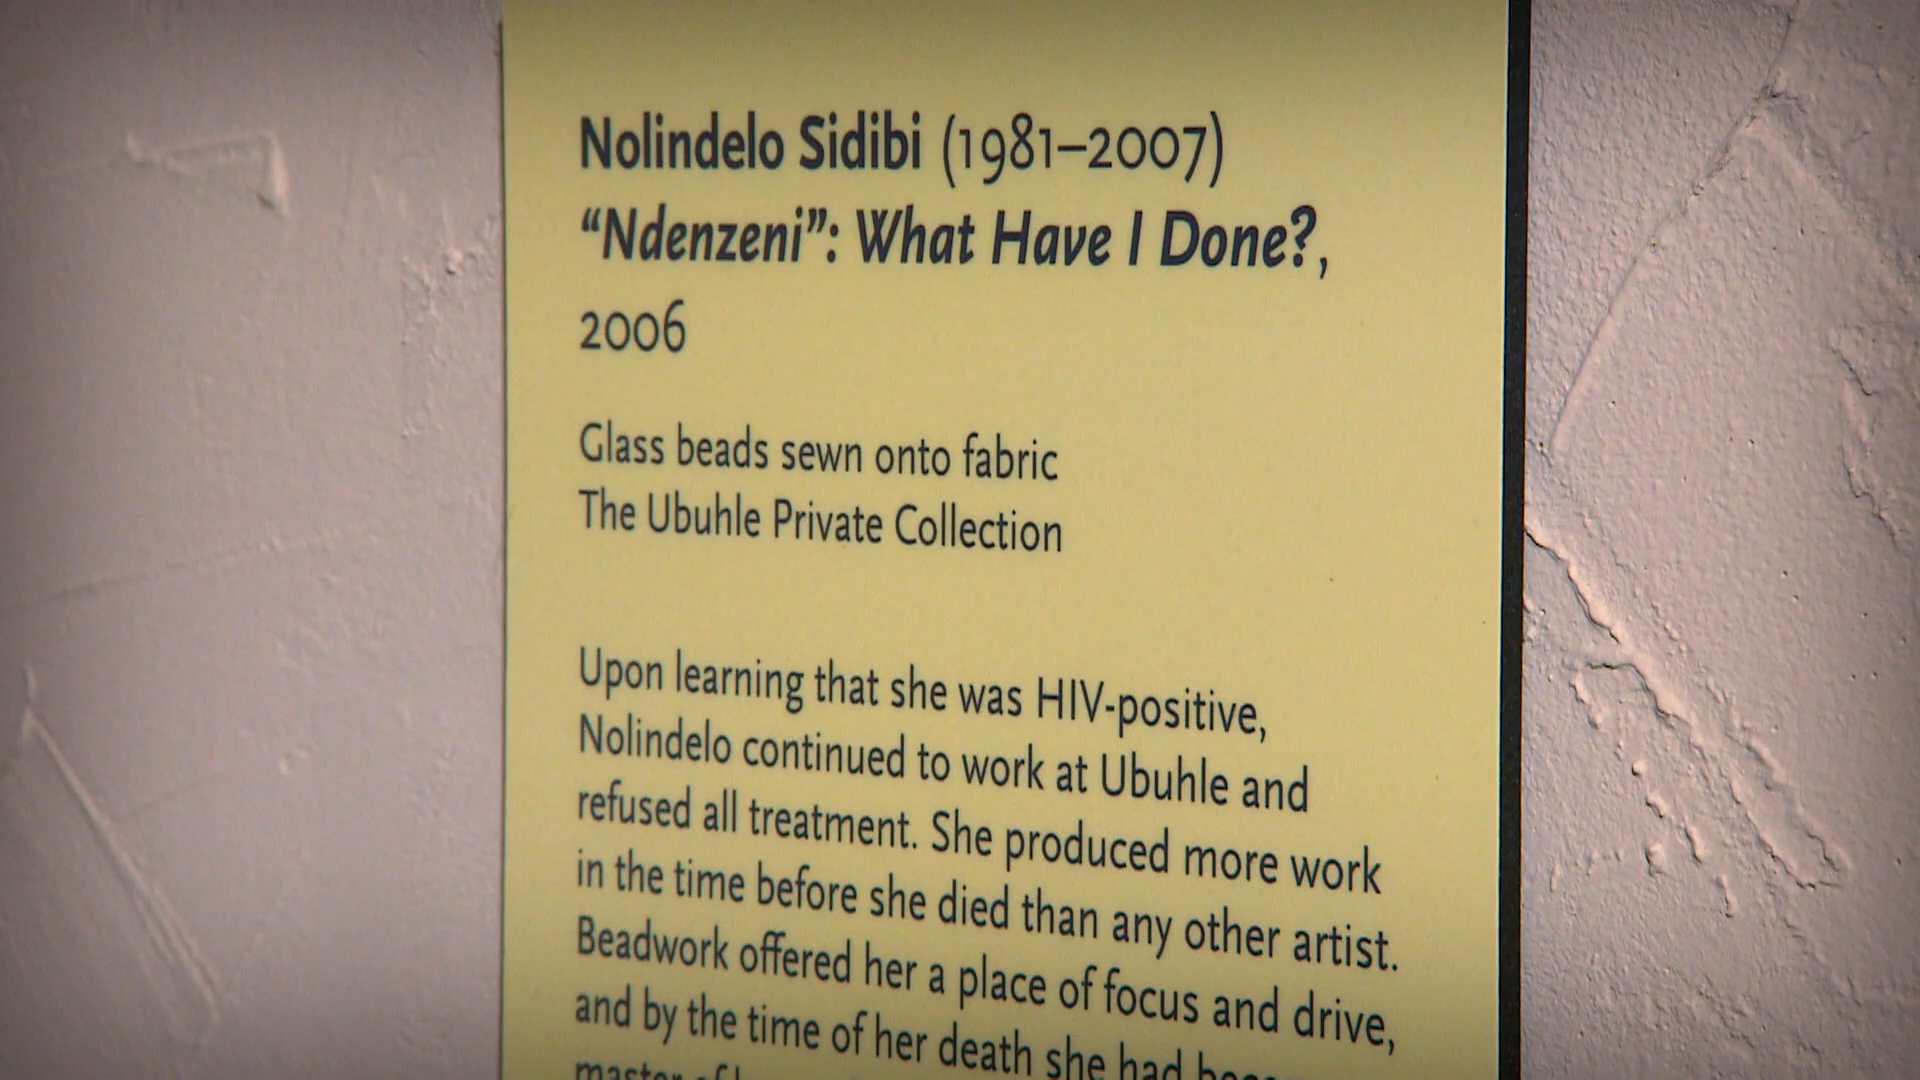 Nolindelo Sidibi (1981–2007)
“Ndenzeni”: What Have I Done?,
2006
Glass beads sewn onto fabric
The Ubuhle Private Collection
Upon learning that she was HIV-positive,
Nolindelo continued to work at Ubuhle and
refused all treatment. She produced more work
in the time before she died than any other artist.
Beadwork offered her a place of focus and drive,
and by the time of her death she had
master of